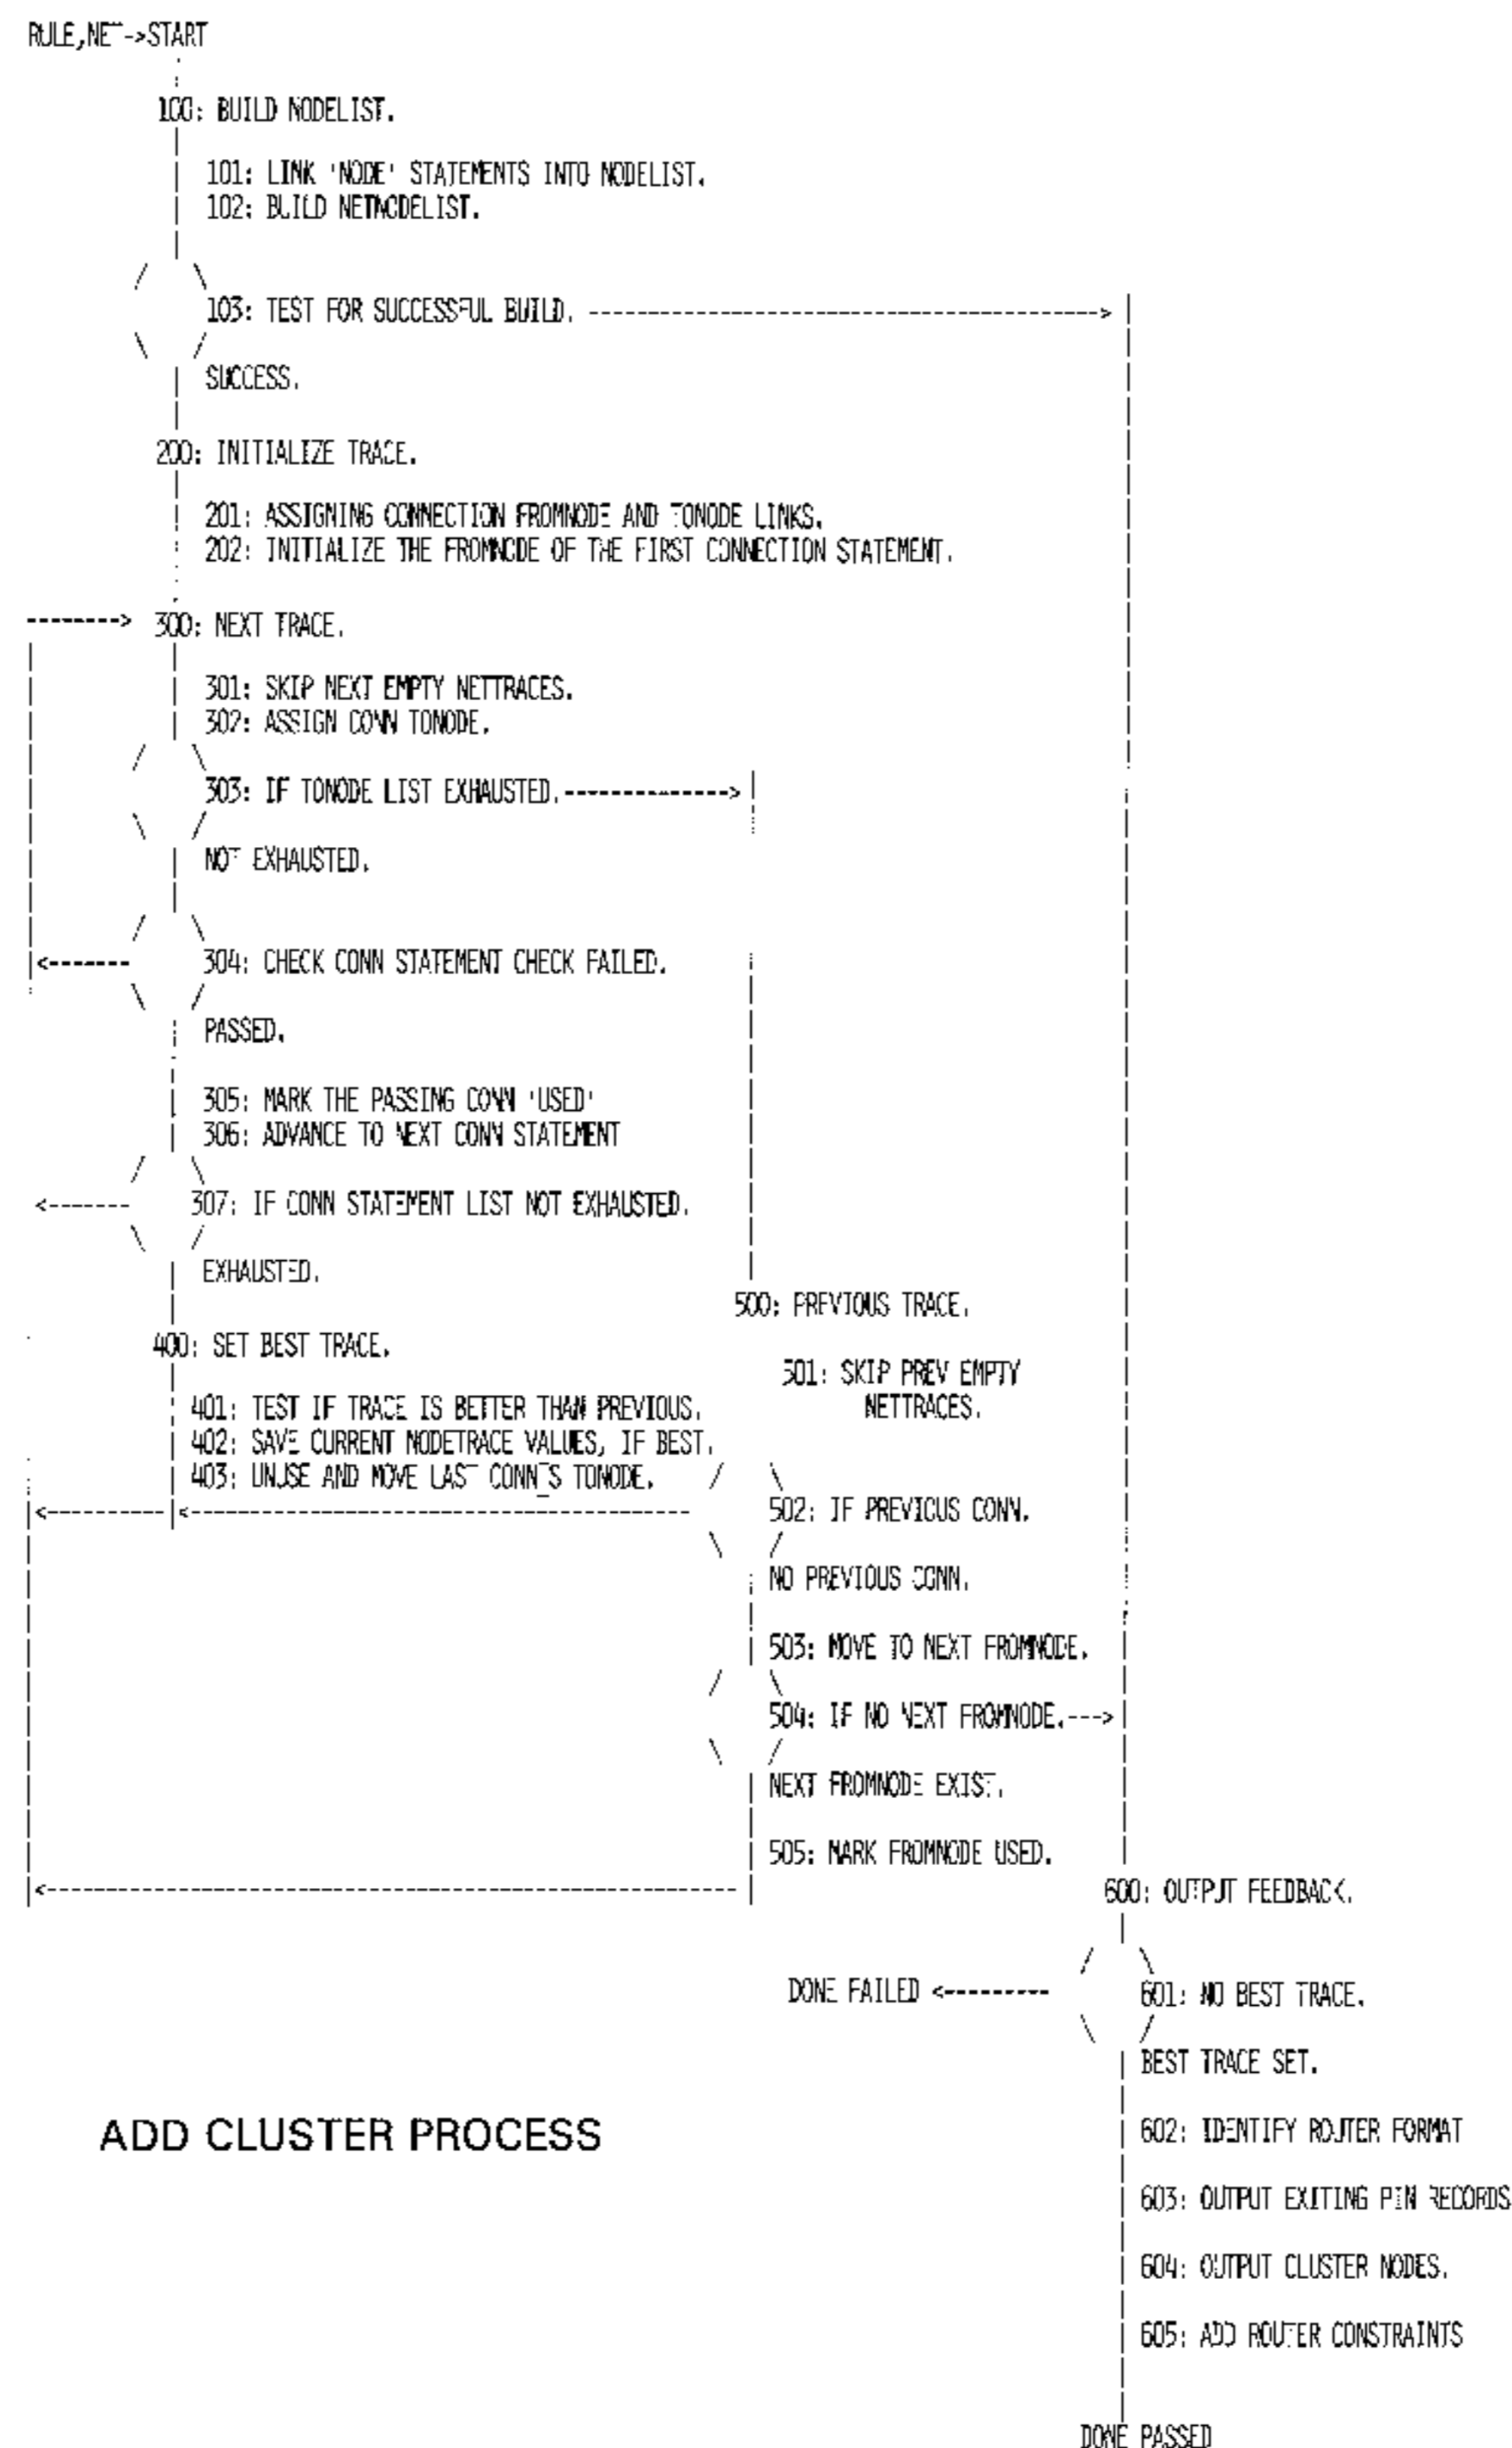 RULE,NET->START
100: BUILD NODELIST.
101: LINK 'NODE' STATEMENTS INTO NODELIST.
102: BUILD NETNODELIST.
103: TEST FOR SUCCESSFUL BUILD.
SUCCESS.
200: INITIALIZE TRACE.
201: ASSIGNING CONNECTION FROMNODE AND TONODE LINKS.
202: INITIALIZE THE FROMNODE OF THE FIRST CONNECTION STATEMENT.
300: NEXT TRACE.
301: SKIP NEXT EMPTY NETTRACES.
302: ASSIGN CONN TONODE.
303: IF TONODE LIST EXHAUSTED.
NOT EXHAUSTED.
304: CHECK CONN STATEMENT CHECK FAILED.
PASSED.
305: MARK THE PASSING CONN 'USED'
306: ADVANCE TO NEXT CONN STATEMENT
307: IF CONN STATEMENT LIST NOT EXHAUSTED.
EXHAUSTED.
400: SET BEST TRACE.
401: TEST IF TRACE IS BETTER THAN PREVIOUS.
402: SAVE CURRENT NODETRACE VALUES, IF BEST.
403: UNUSE AND MOVE LAST CONN_S TONODE.
500: PREVIOUS TRACE.
501: SKIP PREV EMPTY
NETTRACES.
502: IF PREVIOUS CONN.
NO PREVIOUS CONN.
503: MOVE TO NEXT FROMNODE.
504: IF NO NEXT FROMNODE.
NEXT FROMNODE EXIST.
505: MARK FROMNODE USED.
600: OUTPUT FEEDBACK.
DONE FAILED
601: NO BEST TRACE.
BEST TRACE SET.
602: IDENTIFY ROUTER FORMAT
603: OUTPUT EXITING PIN RECORDS
604: OUTPUT CLUSTER NODES.
605: ADD ROUTER CONSTRAINTS
DONE PASSED
ADD CLUSTER PROCESS